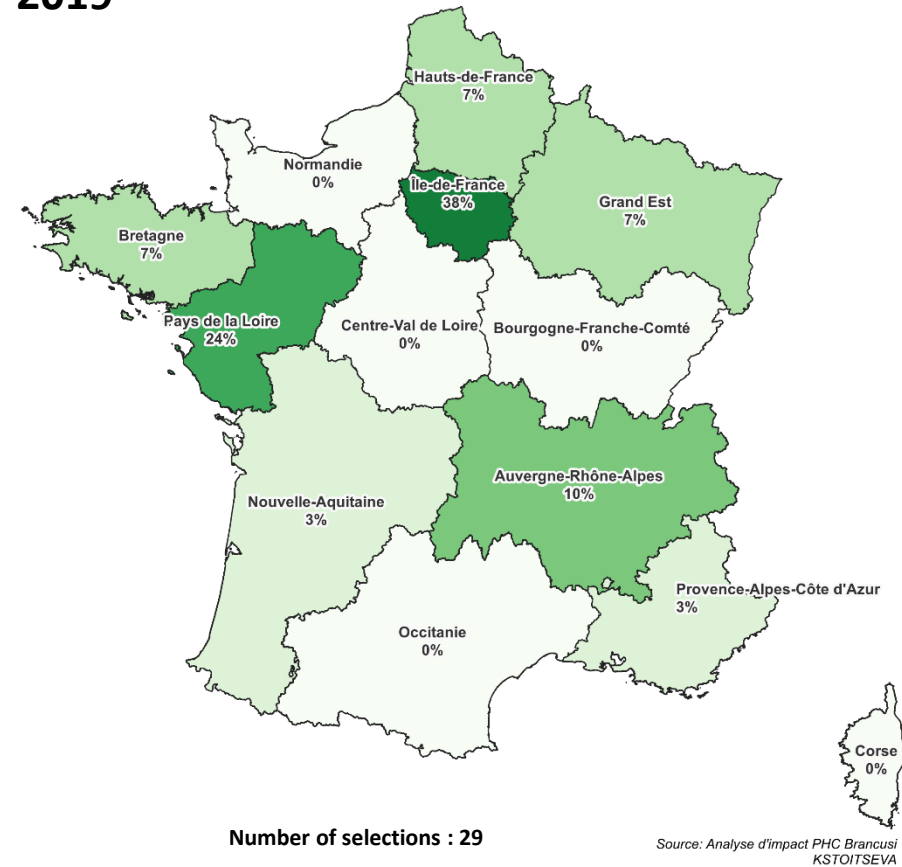 2019
Hauts-de-France
7%
Normandie
0%
Île-de-France
38%
Grand Est
7%
Bretagne
7%
Pays de la Loire
24%
Centre-Val de Loire
0%
Bourgogne-Franche-Comté
0%
Auvergne-Rhône-Alpes
10%
Nouvelle-Aquitaine
3%
Provence-Alpes-Côte d'Azur
3%
Occitanie
0%
Corse
0%
Number of selections : 29
Source: Analyse d'impact PHC Brancusi
KSTOITSEVA